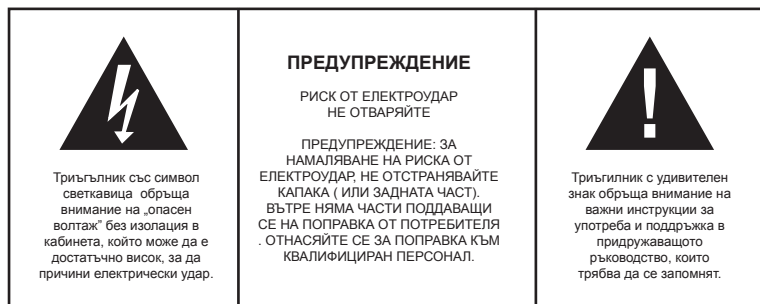 Триъгълник със символ
светкавица обръща
внимание на „опасен
волтаж” без изолация в
кабинета, който може да е
достатъчно висок, за да
причини електрически удар.
ПРЕДУПРЕЖДЕНИЕ
РИСК ОТ ЕЛЕКТРОУДАР
НЕ ОТВАРЯЙТЕ
ПРЕДУПРЕЖДЕНИЕ: ЗА
НАМАЛЯВАНЕ НА РИСКА ОТ
ЕЛЕКТРОУДАР, НЕ ОТСТРАНЯВАЙТЕ
КАПАКА ( ИЛИ ЗАДНАТА ЧАСТ).
ВЪТРЕ НЯМА ЧАСТИ ПОДДАВАЩИ
СЕ НА ПОПРАВКА ОТ ПОТРЕБИТЕЛЯ
. ОТНАСЯЙТЕ СЕ ЗА ПОПРАВКА КЪМ
КВАЛИФИЦИРАН ПЕРСОНАЛ.
!
Триъгилник с удивителен
знак обръща внимание на
важни инструкции за
употреба и поддръжка в
придружаващото
ръководство, които
трябва да се запомнят.